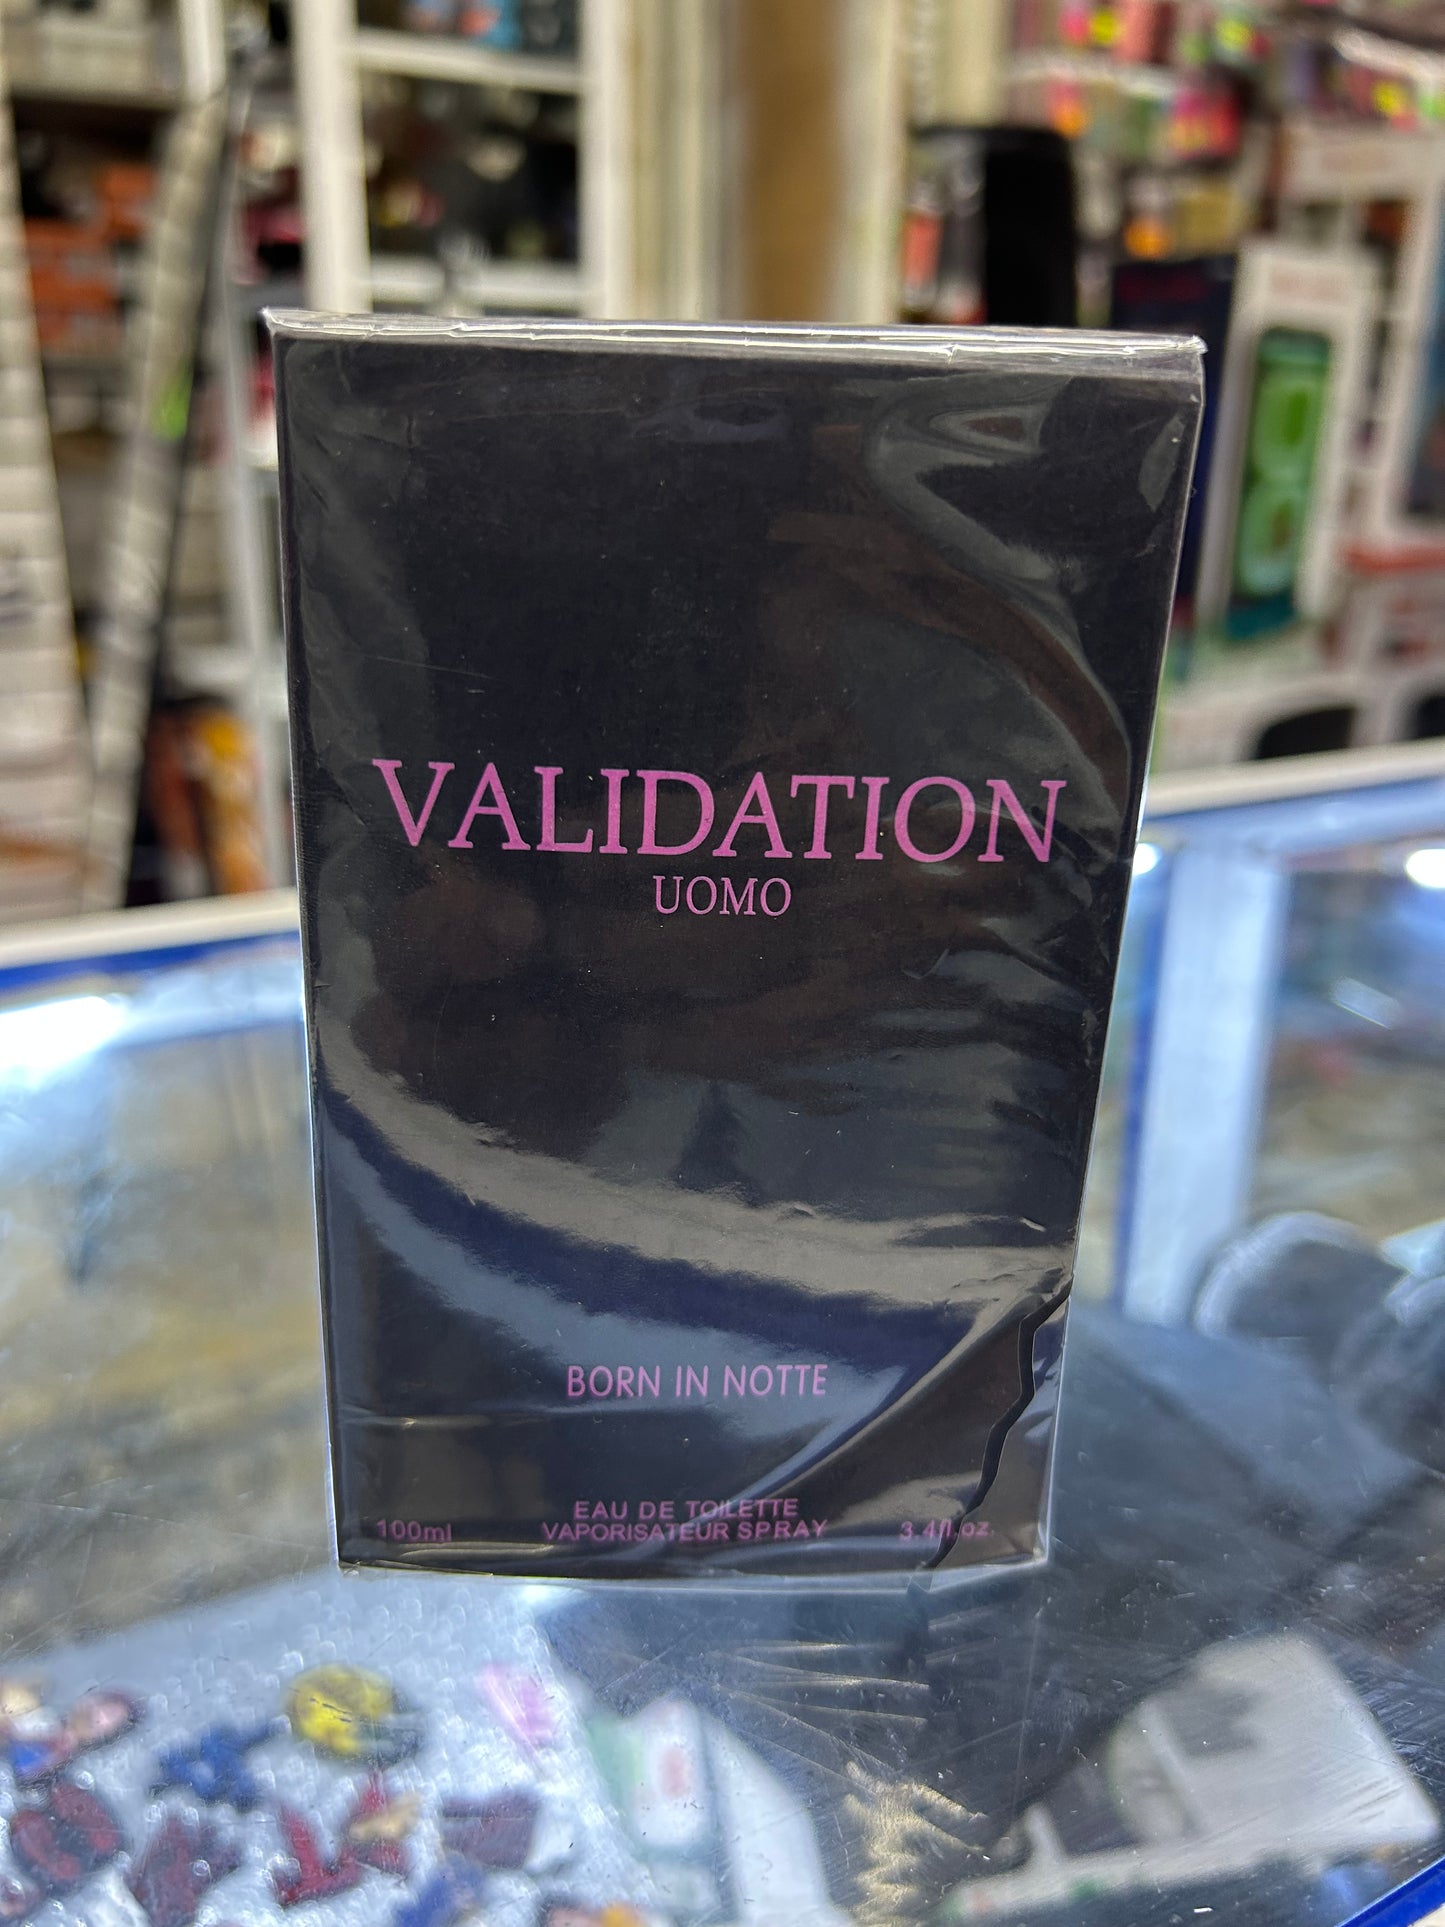 VALIDATION
UOMO
BORN IN NOTTE
EAU DE TOILETTE
100ml VAPORISATEUR SPRAY 3.4fl.oz.